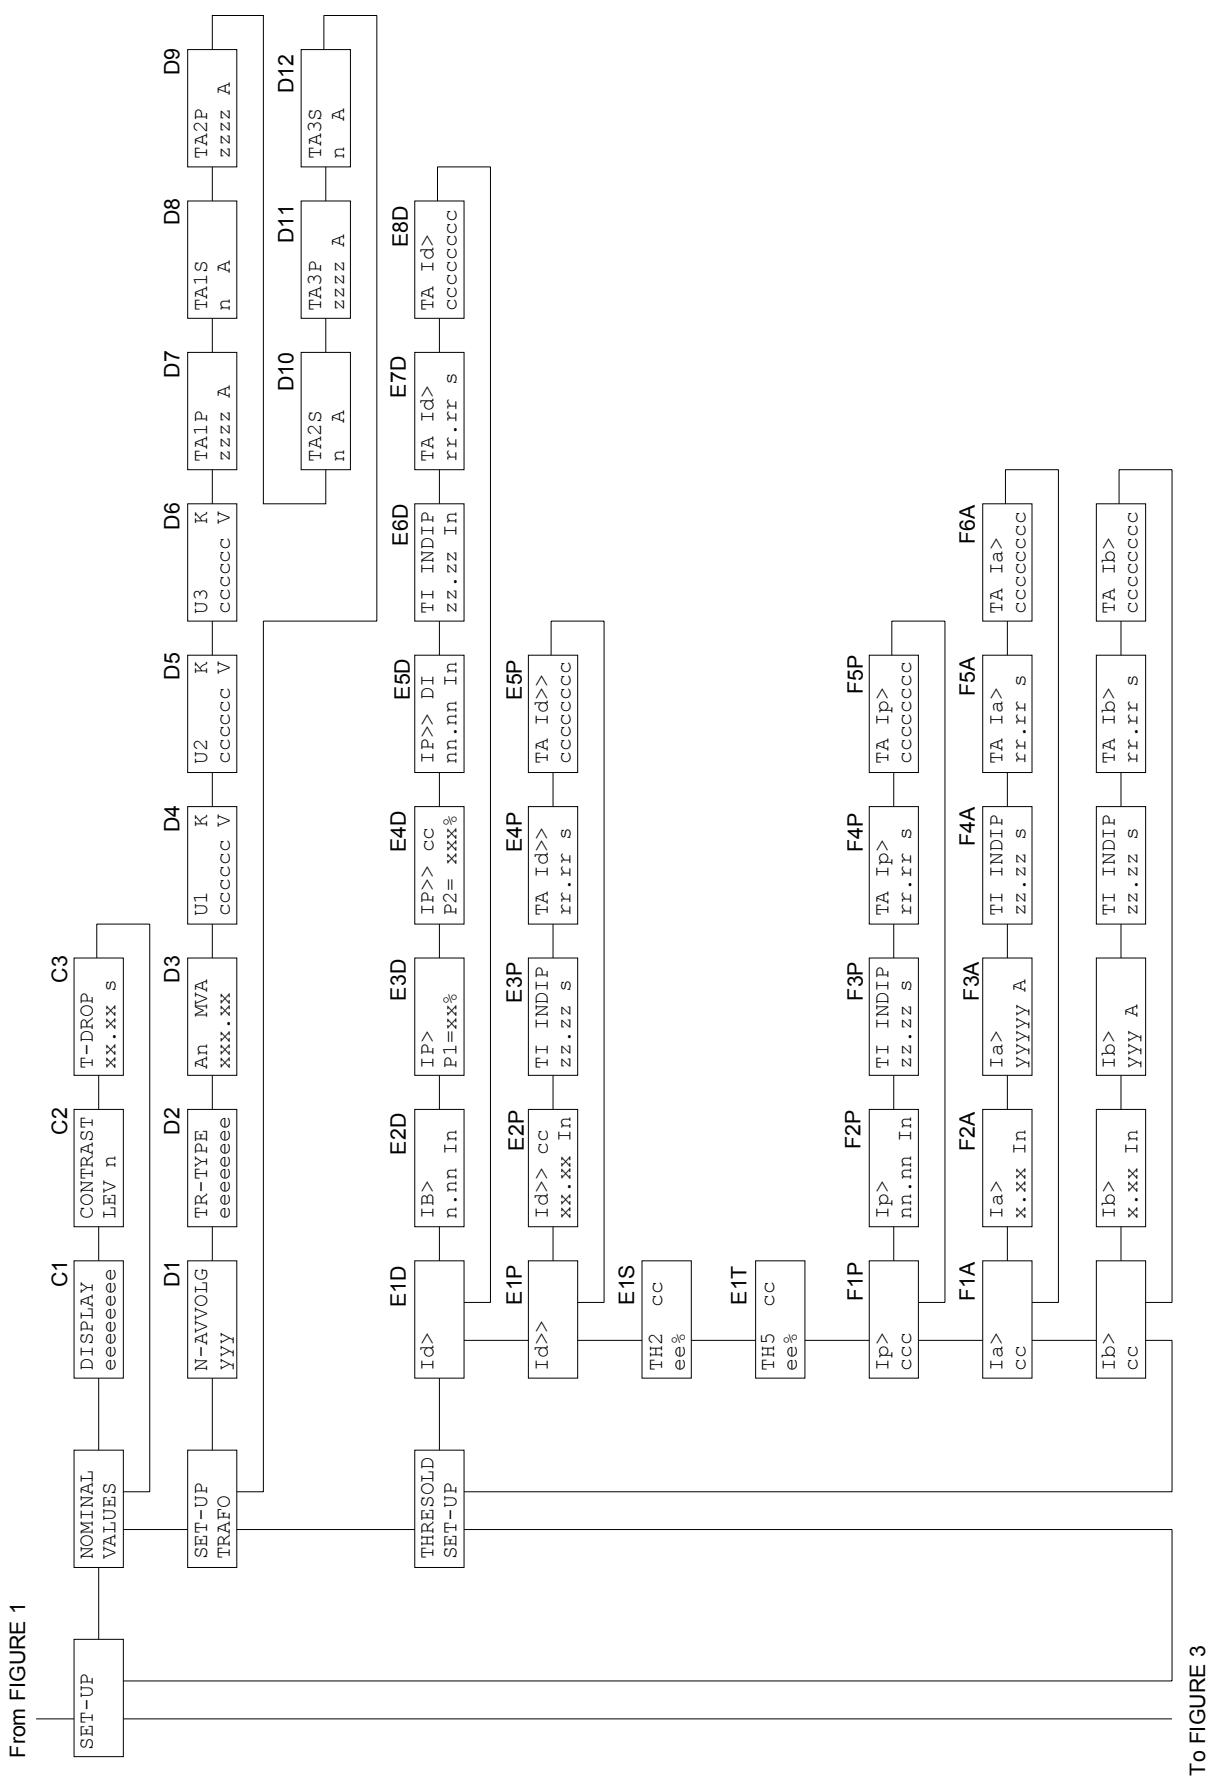 From FIGURE 1
SET-UP
NOMINAL
VALUES
C1
DISPLAY
eeeeeeeee
C2
CONTRAST
LEV n
C3
T-DROP
xx.xx s
SET-UP
TRAFO
D1
N-AVVOLG
yyy
D2
TR-TYPE
eeeeeeee
D3
An MVA
xxx.xx
D4
U1 K
cccccc V
D5
U2 K
cccccc V
D6
U3 K
cccccc V
D7
TA1P
zzzz A
D8
TA1S
n A
D9
TA2P
zzzz A
D10
TA2S
n A
D11
TA3P
zzzz A
D12
TA3S
n A
THRESOLD
SET-UP
E1D
Id>
E2D
IB>
n.nn In
E3D
IP>
P1=xx%
E4D
IP>> cc
P2= xxx%
E5D
IP>> DI
nn.nn In
E6D
TI INDIP
zz.zz In
E7D
TA Id>
rr.rr s
E8D
TA Id>
ccccccccc
E1P
Id>>
E2P
Id>> cc
xx.xx In
E3P
TI INDIP
zz.zz s
E4P
TA Id>>
rr.rr s
E5P
TA Id>>
ccccccccc
E1S
TH2 cc
ee%
E1T
TH5 cc
ee%
F1P
Ip>
ccc
F2P
Ip>
nn.nn In
F3P
TI INDIP
zz.zz s
F4P
TA Ip>
rr.rr s
F5P
TA Ip>
ccccccccc
F1A
Ia>
cc
F2A
Ia>
x.xx In
F3A
Ia>
yyyyy A
F4A
TI INDIP
zz.zz s
F5A
TA Ia>
rr.rr s
F6A
TA Ia>
ccccccccc
Ib>
cc
Ib>
x.xx In
Ib>
yyy A
TI INDIP
zz.zz s
TA Ib>
rr.rr s
TA Ib>
ccccccccc
To FIGURE 3